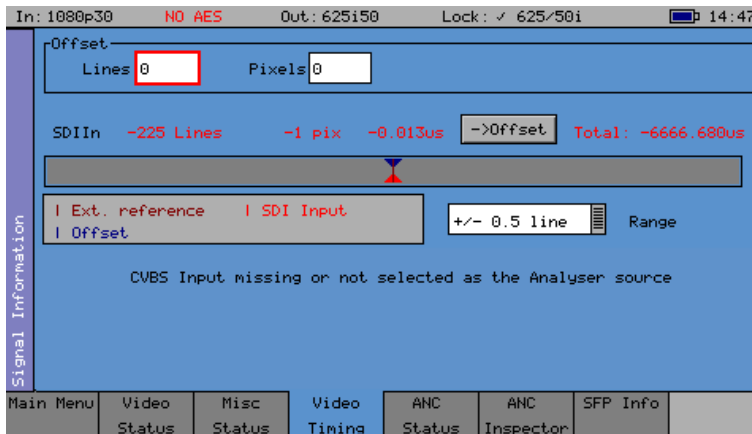 In:1080p30 NO AES Out:625i50 Lock:✓ 625/50i 14:47
Offset
Lines 0 Pixels 0
SDIIn -225 Lines -1 pix -0.013us ->Offset Total: -6666.680us
| Ext. reference | SDI Input
| Offset
+/- 0.5 line Range
CVBS Input missing or not selected as the Analyser source
Signal Information
Main Menu Video Status Misc Status Video Timing ANC Status ANC Inspector SFP Info